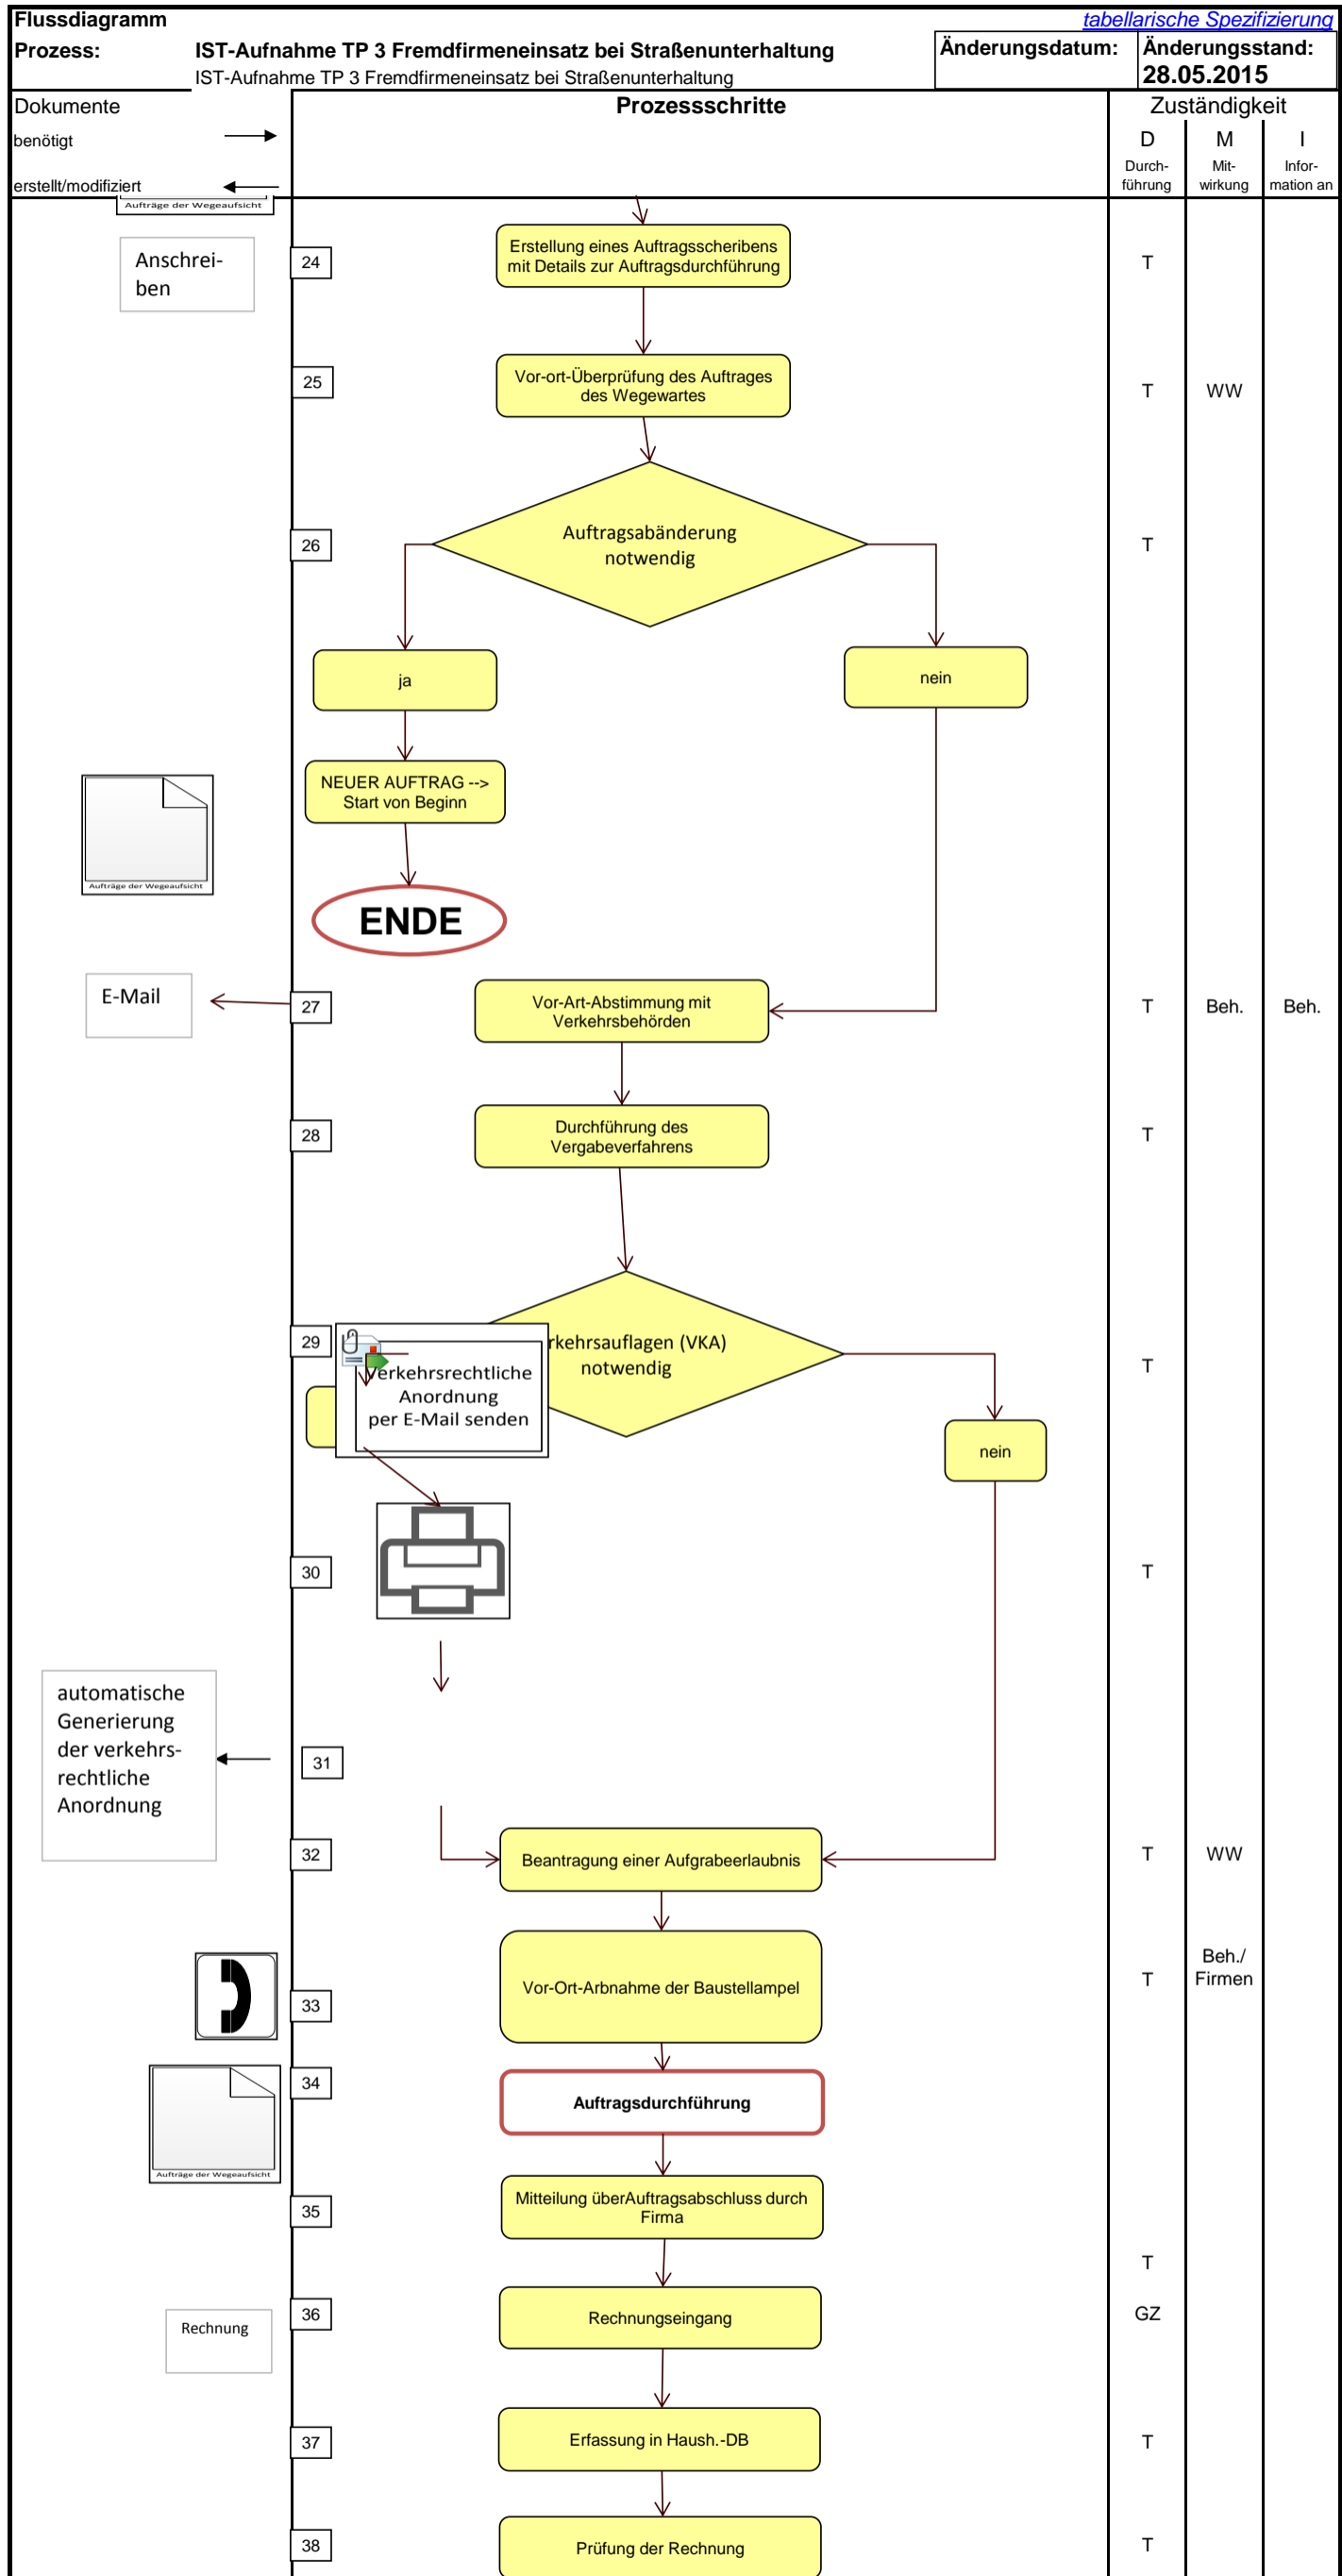 Flussdiagramm
tabellarische Spezifizierung
Prozess:
IST-Aufnahme TP 3 Fremdfirmeneinsatz bei Straßenunterhaltung
IST-Aufnahme TP 3 Fremdfirmeneinsatz bei Straßenunterhaltung
Änderungsdatum:
Änderungsstand:
28.05.2015
Dokumente
benötigt
erstellt/modifiziert
Prozessschritte
Zuständigkeit
D
M
I
Durch-
führung
Mit-
wirkung
Infor-
mation an
Aufträge der Wegeaufsicht
Anschrei-
ben
24
Erstellung eines Auftragsscheribens
mit Details zur Auftragsdurchführung
T
25
Vor-ort-Überprüfung des Auftrages
des Wegewartes
T
WW
26
Auftragsabänderung
notwendig
T
ja
nein
NEUER AUFTRAG -->
Start von Beginn
Aufträge der Wegeaufsicht
ENDE
E-Mail
27
Vor-Art-Abstimmung mit
Verkehrsbehörden
T
Beh.
Beh.
28
Durchführung des
Vergabeverfahrens
T
29
rkehrsauflagen (VKA)
notwendig
T
Verkehrsrechtliche
Anordnung
per E-Mail senden
nein
30
T
automatische
Generierung
der verkehrs-
rechtliche
Anordnung
31
32
Beantragung einer Aufgrabeerlaubnis
T
WW
33
Vor-Ort-Arbnahme der Baustellampel
T
Beh./
Firmen
34
Auftragsdurchführung
Aufträge der Wegeaufsicht
35
Mitteilung überAuftragsabschluss durch
Firma
T
36
Rechnungseingang
GZ
Rechnung
37
Erfassung in Haush.-DB
T
38
Prüfung der Rechnung
T